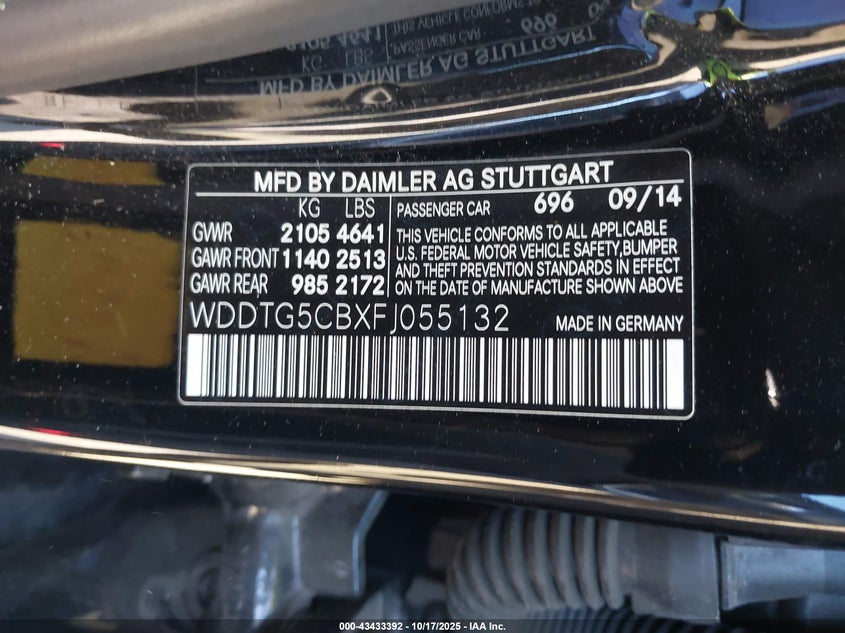 MFD BY DAIMLER AG STUTTGART
KG LBS
GVWR 2105 4641
GAWR FRONT 1140 2513
GAWR REAR 985 2172
PASSENGER CAR 696 09/14
THIS VEHICLE CONFORMS TO ALL APPLICABLE
U.S. FEDERAL MOTOR VEHICLE SAFETY,BUMPER
AND THEFT PREVENTION STANDARDS IN EFFECT
ON THE DATE OF MANUFACTURE SHOWN ABOVE
WDDTG5CBXFJ055132 MADE IN GERMANY
000-43433392 - 10/17/2025 - IAA Inc.